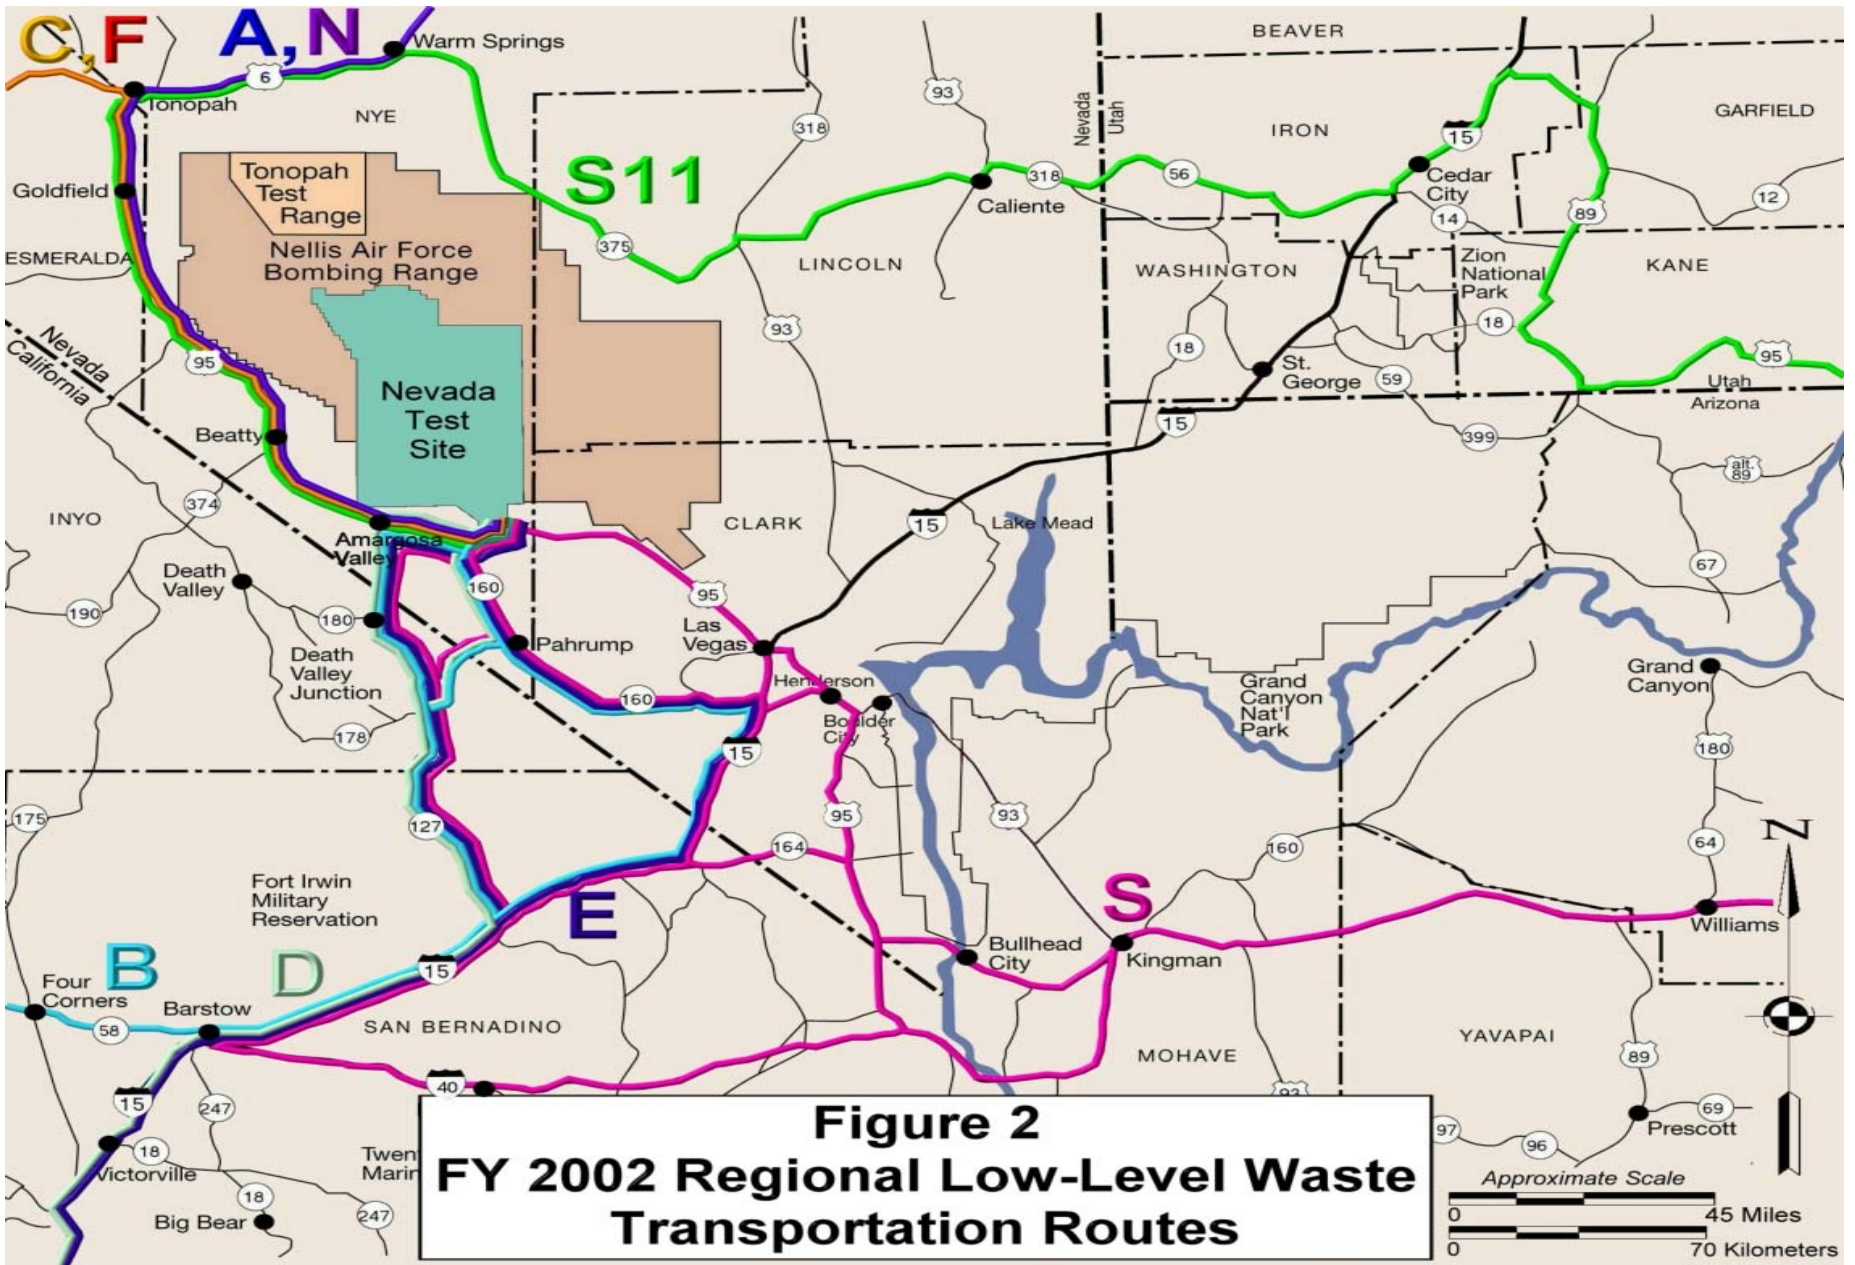 C,F
A,N
Warm Springs
6
Tonopah
NYE
318
93
Nevada
Utah
BEAVER
IRON
15
GARFIELD
Goldfield
Tonopah
Test
Range
S11
Caliente
318
56
Cedar
City
14
89
12
ESMERALDA
Nellis Air Force
Bombing Range
375
LINCOLN
WASHINGTON
Zion
National
Park
KANE
Nevada
California
95
93
18
18
St.
George
59
95
Utah
Arizona
Nevada
Test
Site
Beatty
15
399
alt.
89
374
INYO
CLARK
15
Lake Mead
Amargosa
Valley
67
Death
Valley
160
95
190
180
Las
Vegas
Pahrump
Death
Valley
Junction
160
Henderson
Boulder
City
Grand
Canyon
Nat'l
Park
Grand
Canyon
178
15
180
175
127
95
93
164
160
64
N
Fort Irwin
Military
Reservation
E
S
Williams
B
D
15
Bullhead
City
Kingman
Four
Corners
Barstow
58
SAN BERNADINO
MOHAVE
YAVAPAI
89
40
93
15
247
97
69
Prescott
96
18
Victorville
Twen
Marin
18
247
Big Bear
Figure 2
FY 2002 Regional Low-Level Waste
Transportation Routes
Approximate Scale
0 45 Miles
0 70 Kilometers